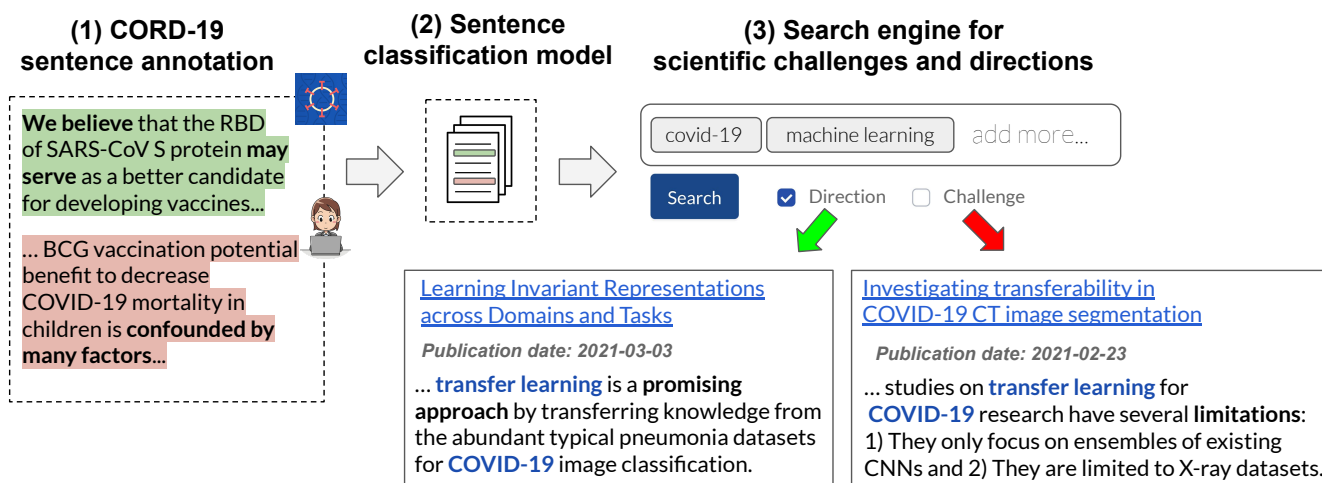 (1) CORD-19
sentence annotation
We believe that the RBD
of SARS-CoV S protein may
serve as a better candidate
for developing vaccines...
... BCG vaccination potential
benefit to decrease
COVID-19 mortality in
children is confounded by
many factors...
(2) Sentence
classification model
(3) Search engine for
scientific challenges and directions
covid-19 machine learning add more...
Search Direction Challenge
Learning Invariant Representations
across Domains and Tasks
Publication date: 2021-03-03
... transfer learning is a promising
approach by transferring knowledge from
the abundant typical pneumonia datasets
for COVID-19 image classification.
Investigating transferability in
COVID-19 CT image segmentation
Publication date: 2021-02-23
... studies on transfer learning for
COVID-19 research have several limitations:
1) They only focus on ensembles of existing
CNNs and 2) They are limited to X-ray datasets.